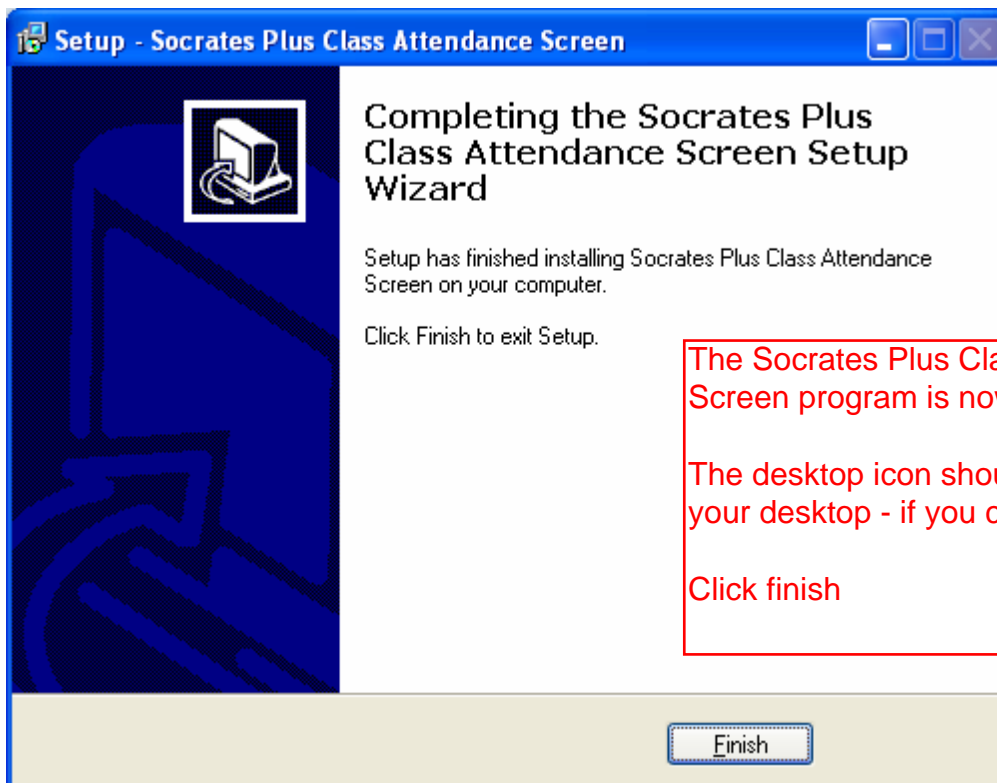 Setup - Socrates Plus Class Attendance Screen
Completing the Socrates Plus
Class Attendance Screen Setup
Wizard
Setup has finished installing Socrates Plus Class Attendance
Screen on your computer.
Click Finish to exit Setup.
The Socrates Plus
Screen program is
The desktop icon
your desktop - if you
Click finish
Finish